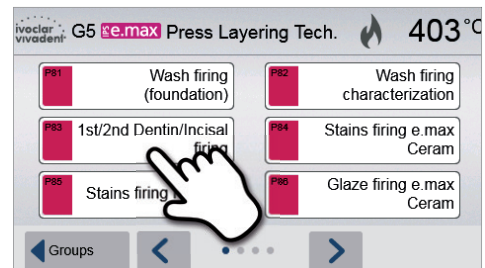 ivoclar
vivadent
G5 e.max Press Layering Tech.
403°C
P81
Wash firing
(foundation)
P82
Wash firing
characterization
P83
1st/2nd Dentin/Incisal
firing
P84
Stains firing e.max
Ceram
P85
Stains firing
P86
Glaze firing e.max
Ceram
Groups